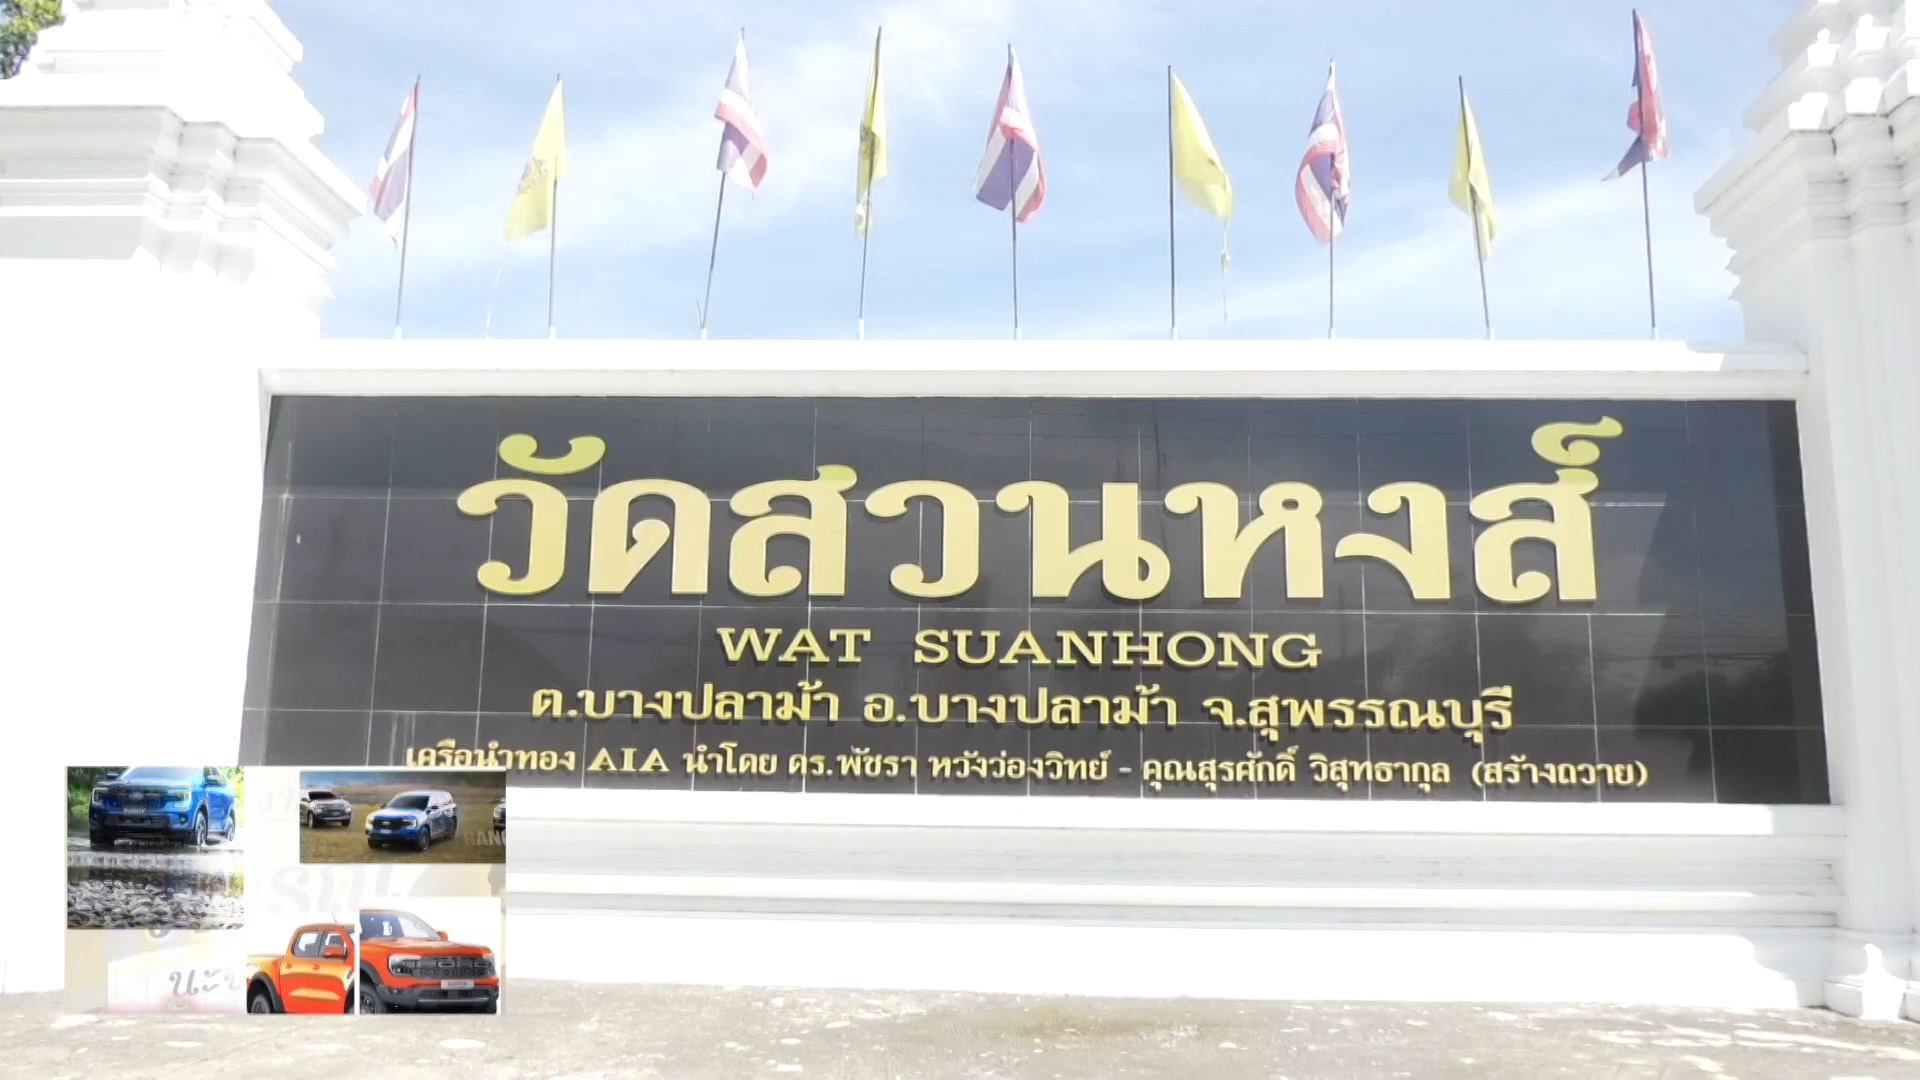 วัดสวนหงส์
WAT SUANHONG
ต.บางปลาม้า อ.บางปลาม้า จ.สุพรรณบุรี
เครือนำทอง AIA นำโดย ดร.พัชรา หวังว่องวิทย์ - คุณสุรศักดิ์ วิสุทธากุล (สร้างถวาย)